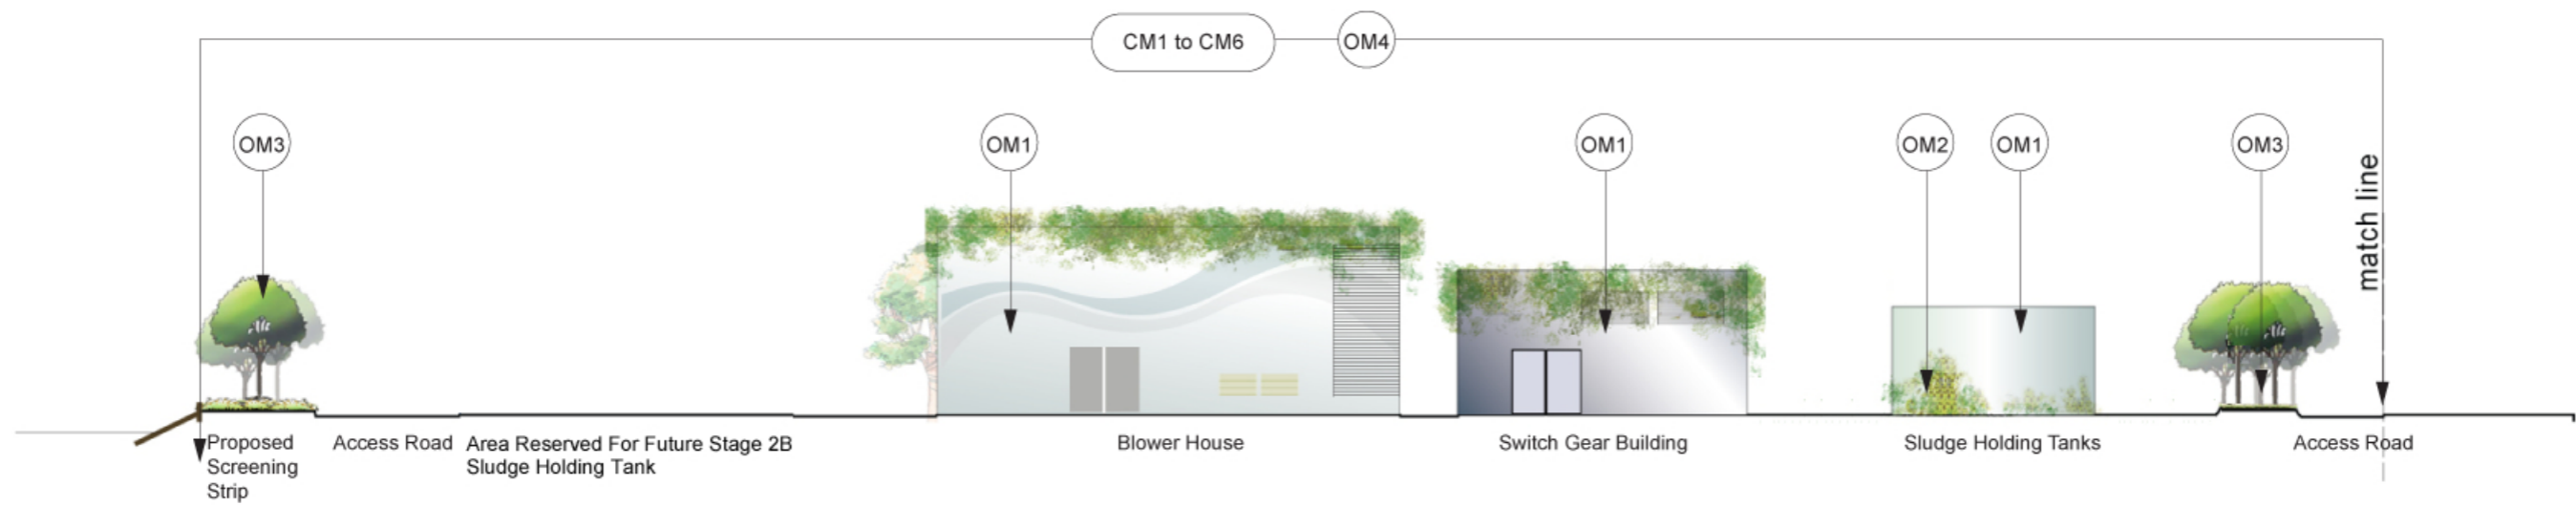 CM1 to CM6
OM4
OM3
OM1
OM1
OM2
OM1
OM3
match line
Proposed
Screening
Strip
Access Road
Area Reserved For Future Stage 2B
Sludge Holding Tank
Blower House
Switch Gear Building
Sludge Holding Tanks
Access Road